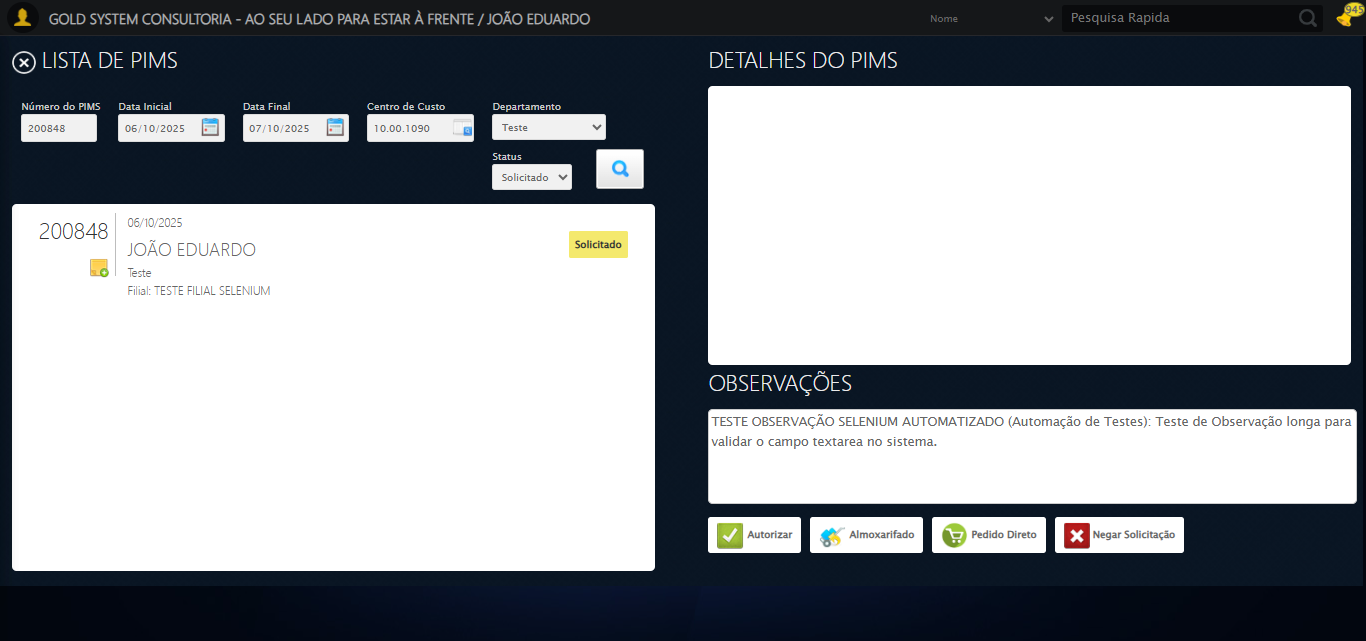 GOLD SYSTEM CONSULTORIA - AO SEU LADO PARA ESTAR À FRENTE / JOÃO EDUARDO
Nome
Pesquisa Rapida
945
LISTA DE PIMS
Número do PIMS
Data Inicial
Data Final
Centro de Custo
Departamento
200848
06/10/2025
07/10/2025
10.00.1090
Teste
Status
Solicitado
200848
06/10/2025
JOÃO EDUARDO
Teste
Filial: TESTE FILIAL SELENIUM
Solicitado
DETALHES DO PIMS
OBSERVAÇÕES
TESTE OBSERVAÇÃO SELENIUM AUTOMATIZADO (Automação de Testes): Teste de Observação longa para
validar o campo textarea no sistema.
Autorizar
Almoxarifado
Pedido Direto
Negar Solicitação